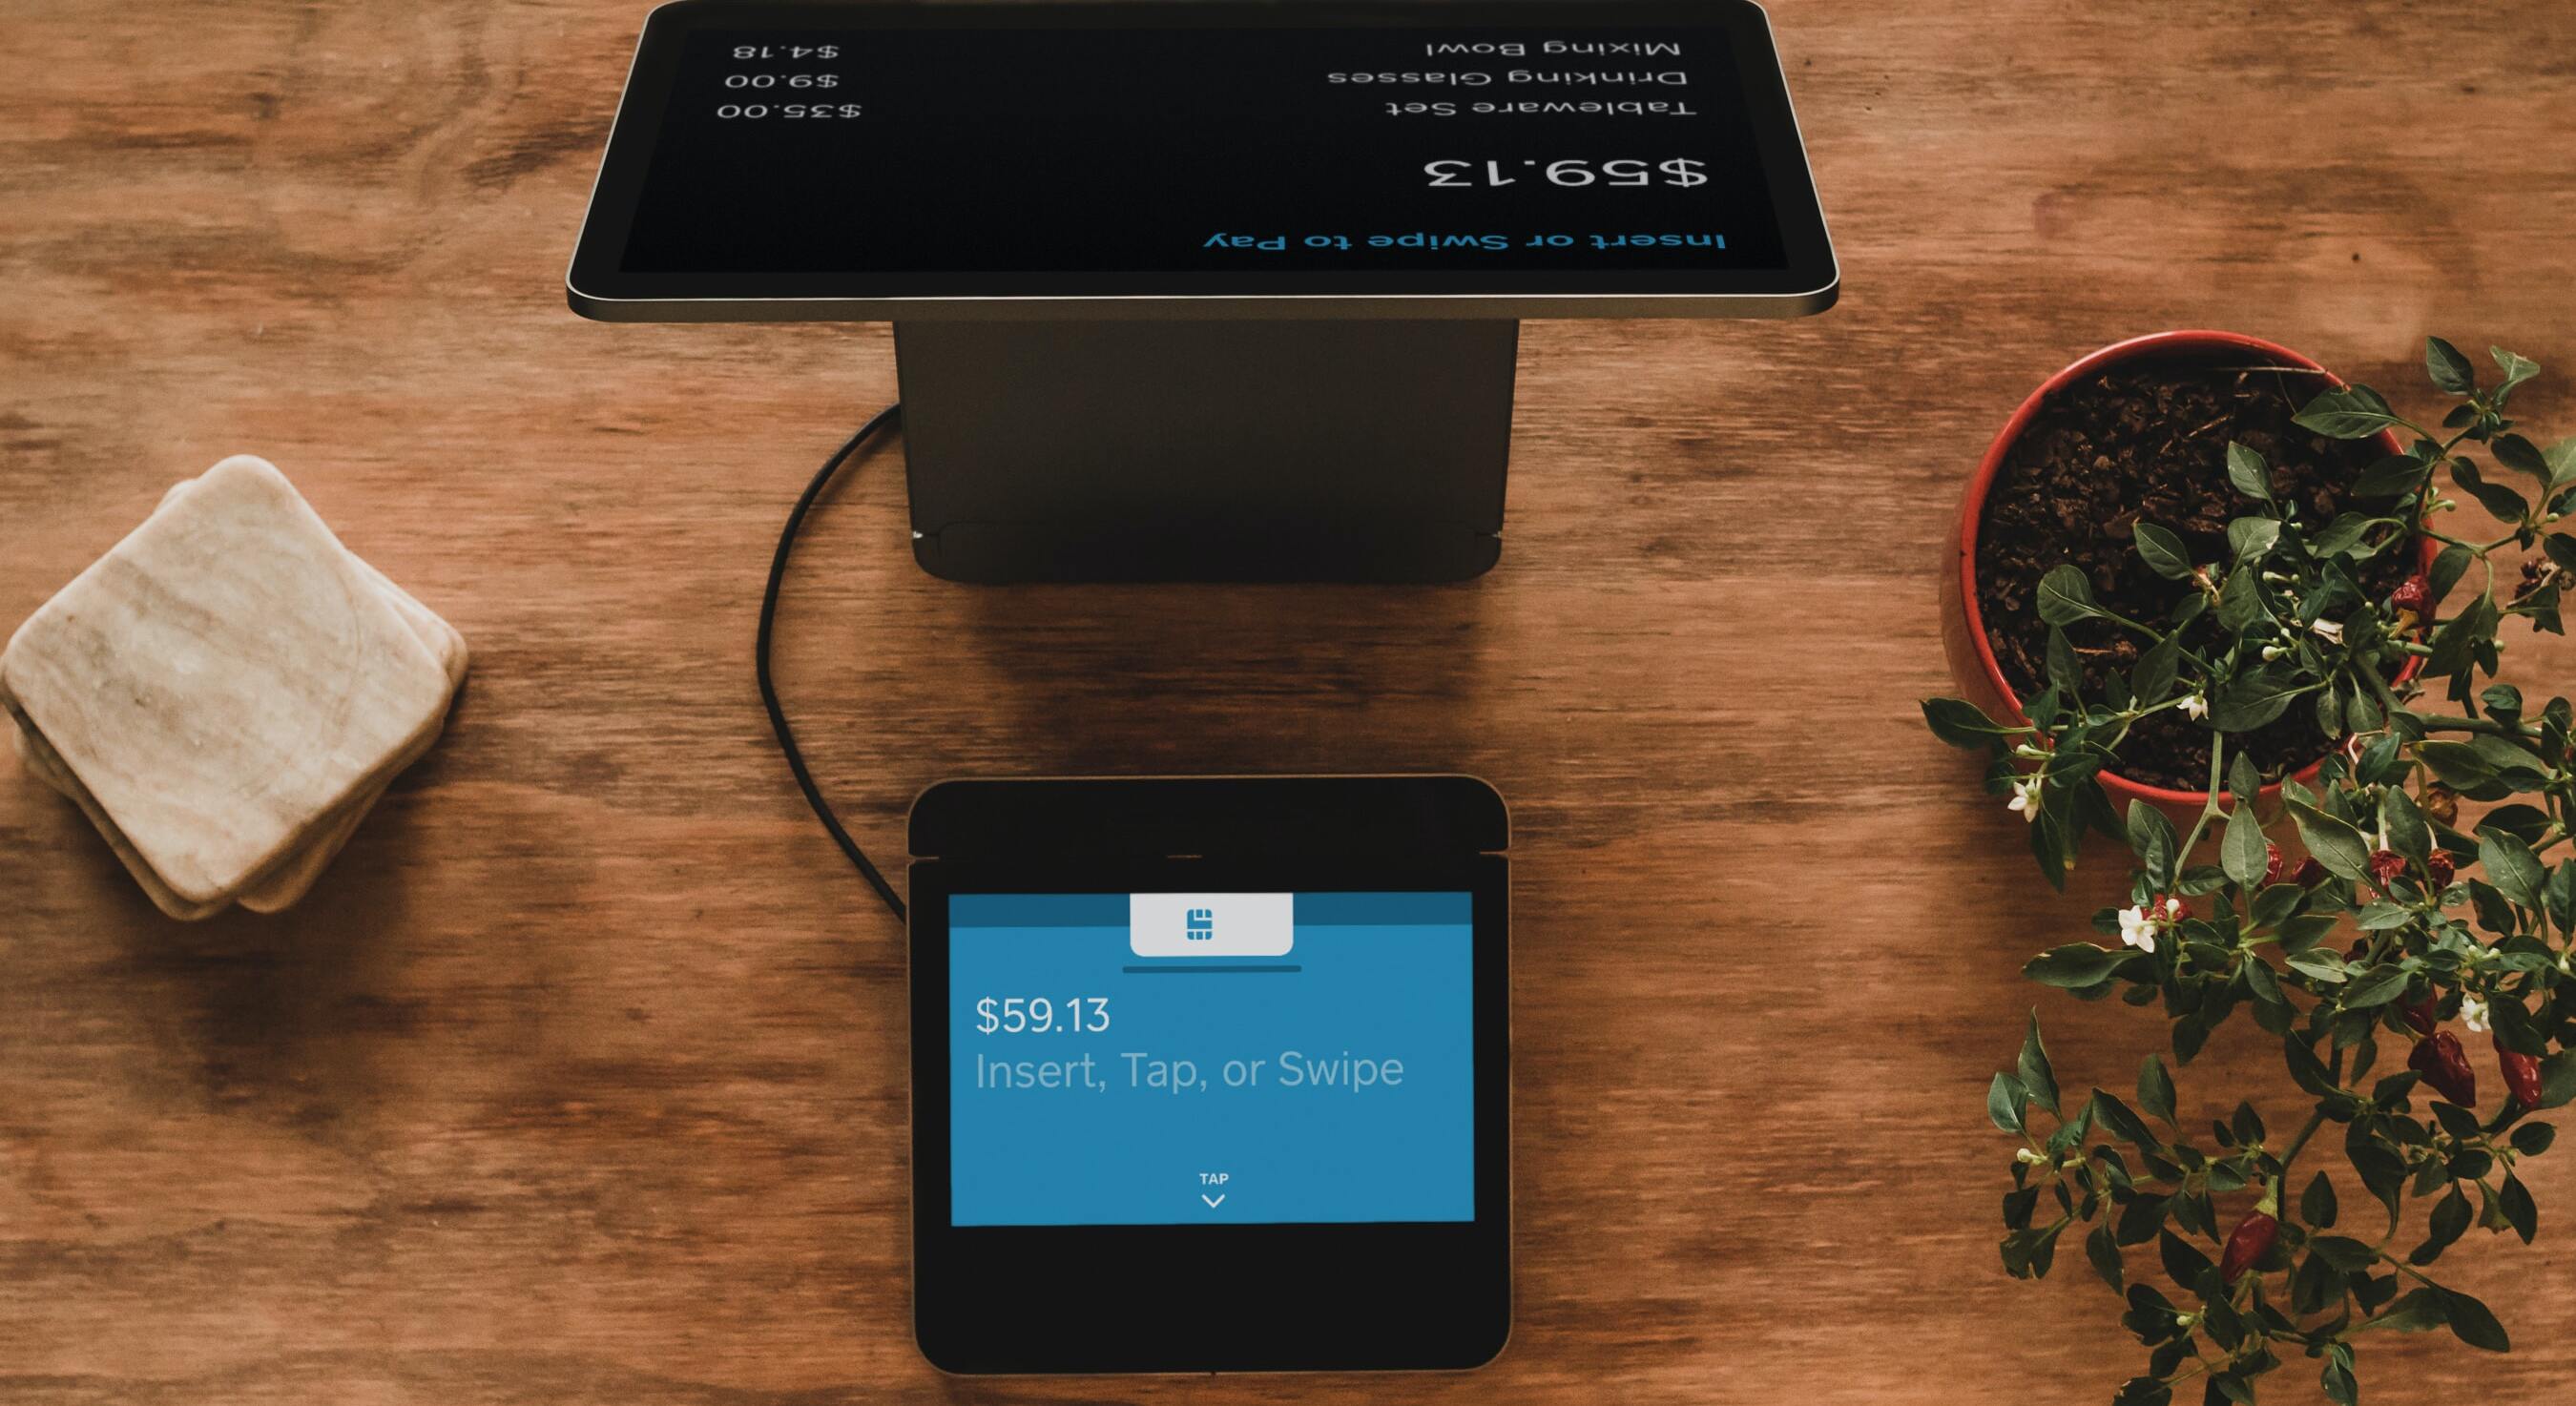 Insert or Swipe to Pay
$59.13
Tableware Set $35.00
Drinking Glasses $9.00
Mixing Bowl $4.18
$59.13
Insert, Tap, or Swipe
TAP